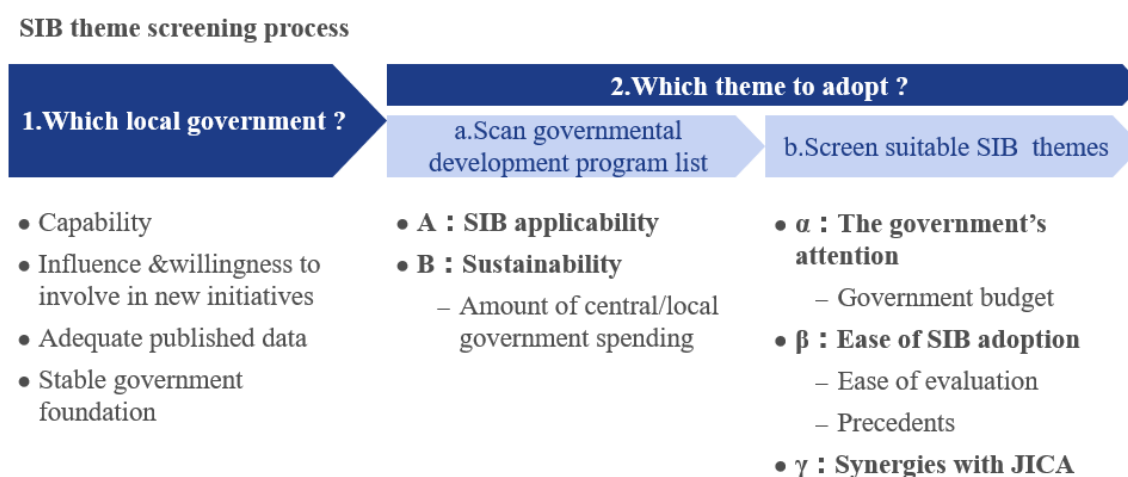 SIB theme screening process
1.Which local government ?
2.Which theme to adopt ?
a.Scan governmental
development program list
b.Screen suitable SIB themes
● Capability
● Influence &willingness to
involve in new initiatives
● Adequate published data
● Stable government
foundation
● A：SIB applicability
● B：Sustainability
– Amount of central/local
government spending
● α：The government’s
attention
– Government budget
● β：Ease of SIB adoption
– Ease of evaluation
– Precedents
● γ：Synergies with JICA